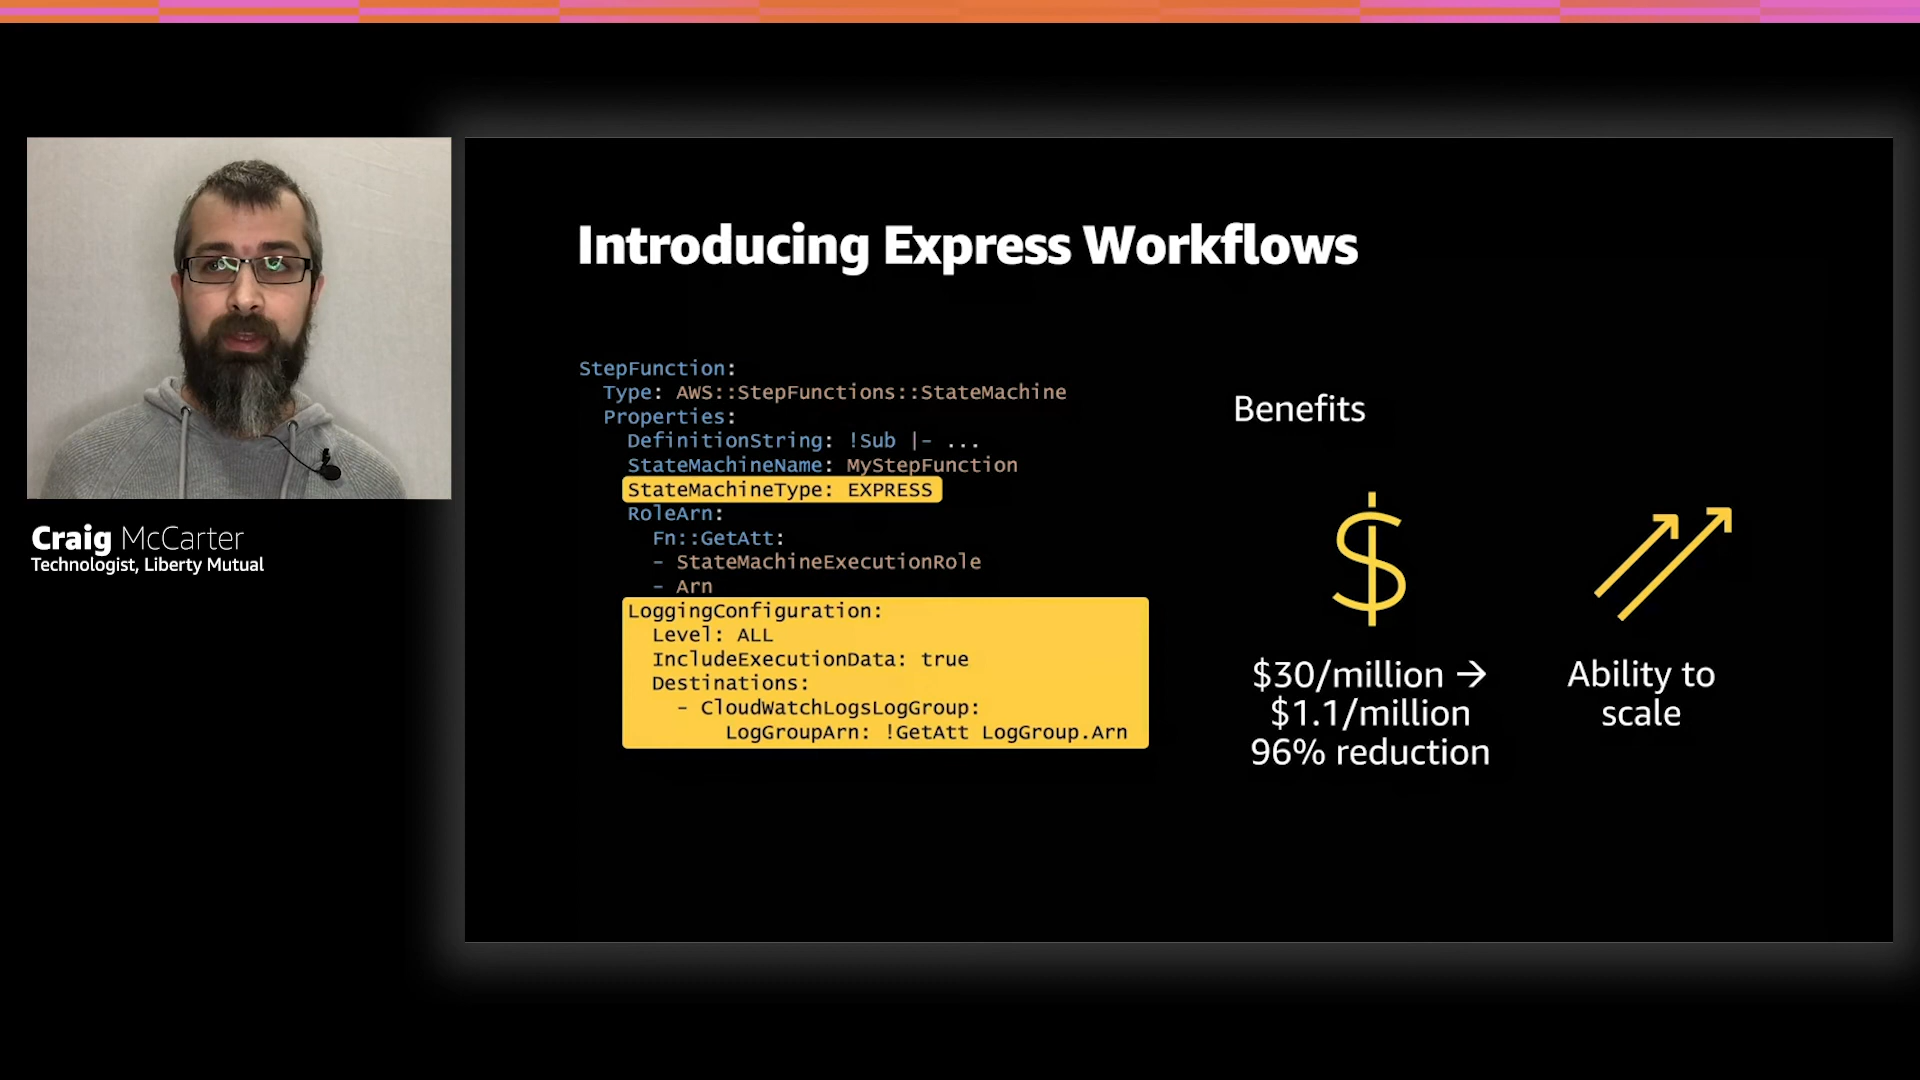 Craig McCarter
Technologist, Liberty Mutual
Introducing Express Workflows
StepFunction:
  Type: AWS::StepFunctions::StateMachine
  Properties:
    DefinitionString: !Sub |- ...
    StateMachineName: MyStepFunction
    StateMachineType: EXPRESS
    RoleArn:
      Fn::GetAtt:
      - StateMachineExecutionRole
      - Arn
    LoggingConfiguration:
      Level: ALL
      IncludeExecutionData: true
      Destinations:
        - CloudWatchLogsLogGroup:
            LogGroupArn: !GetAtt LogGroup.Arn
Benefits
$30/million →
$1.1/million
96% reduction
Ability to
scale